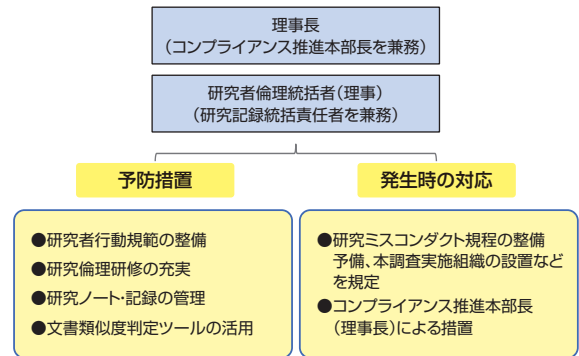 理事長
（コンプライアンス推進本部長を兼務）
研究者倫理統括者（理事）
（研究記録統括責任者を兼務）
予防措置
発生時の対応
●研究者行動規範の整備
●研究倫理研修の充実
●研究ノート・記録の管理
●文書類似度判定ツールの活用
●研究ミスコンダクト規程の整備
予備、本調査実施組織の設置など
を規定
●コンプライアンス推進本部長
（理事長）による措置